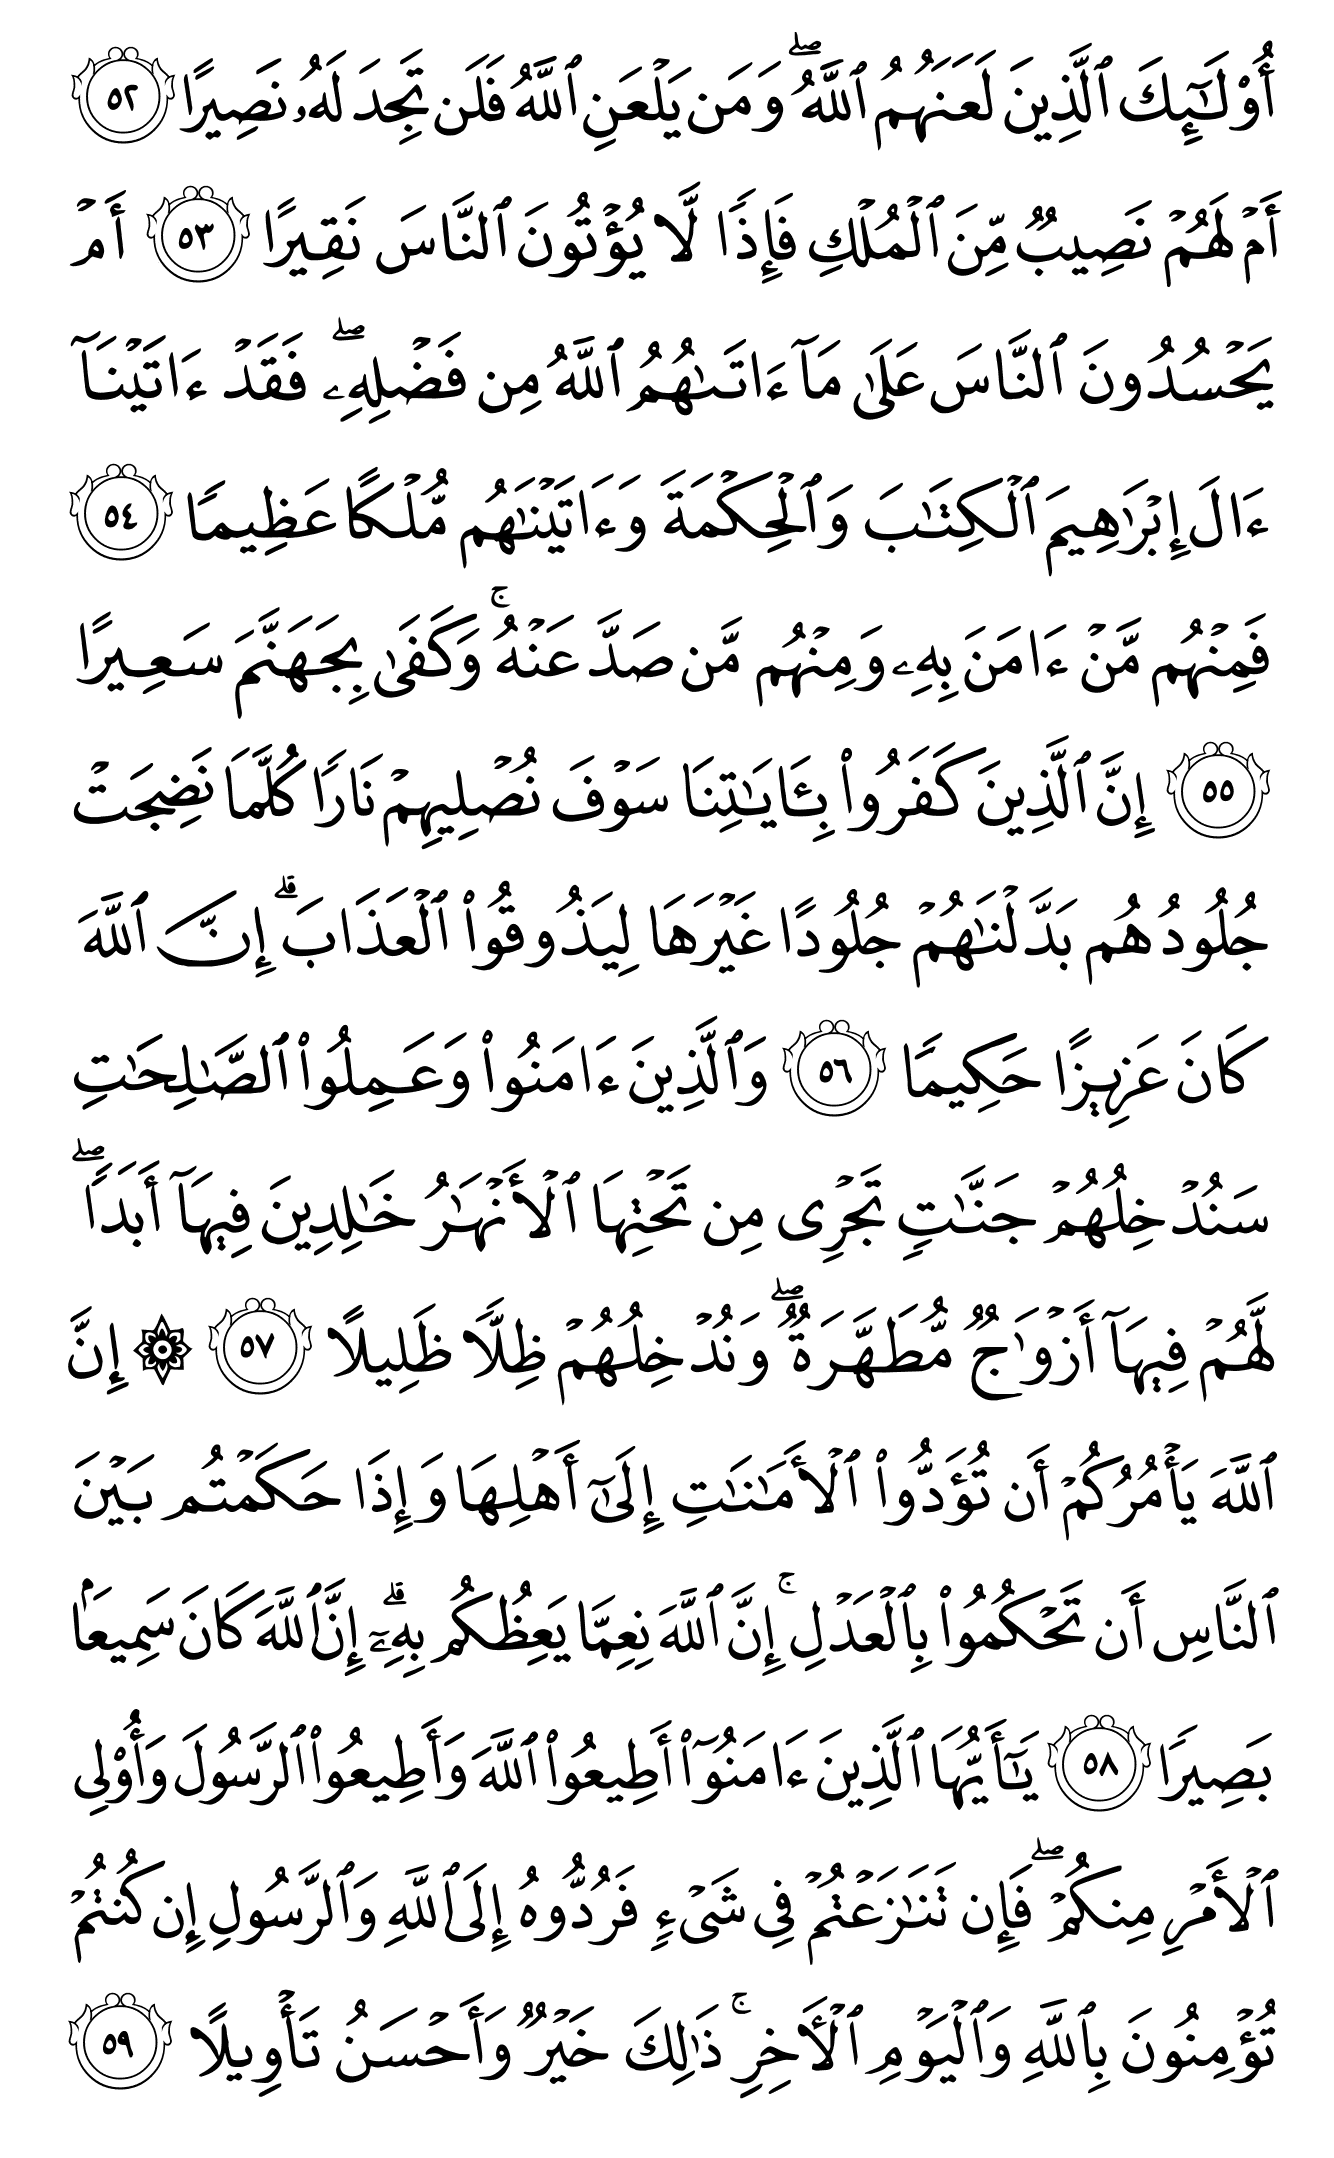 أُو۟لَـٰٓئِكَ ٱلَّذِينَ لَعَنَهُمُ ٱللَّهُۖ وَمَن يَلْعَنِ ٱللَّهُ فَلَن تَجِدَ لَهُۥ نَصِيرًا ٥٢
أَمْ لَهُمْ نَصِيبٌ مِّنَ ٱلْمُلْكِ فَإِذًا لَّا يُؤْتُونَ ٱلنَّاسَ نَقِيرًا ٥٣ أَمْ
يَحْسُدُونَ ٱلنَّاسَ عَلَىٰ مَآ ءَاتَىٰهُمُ ٱللَّهُ مِن فَضْلِهِۦۖ فَقَدْ ءَاتَيْنَآ
ءَالَ إِبْرَٰهِيمَ ٱلْكِتَـٰبَ وَٱلْحِكْمَةَ وَءَاتَيْنَـٰهُم مُّلْكًا عَظِيمًا ٥٤
فَمِنْهُم مَّنْ ءَامَنَ بِهِۦ وَمِنْهُم مَّن صَدَّ عَنْهُۚ وَكَفَىٰ بِجَهَنَّمَ سَعِيرًا
٥٥ إِنَّ ٱلَّذِينَ كَفَرُوا۟ بِـَٔايَـٰتِنَا سَوْفَ نُصْلِيهِمْ نَارًا كُلَّمَا نَضِجَتْ
جُلُودُهُم بَدَّلْنَـٰهُمْ جُلُودًا غَيْرَهَا لِيَذُوقُوا۟ ٱلْعَذَابَۗ إِنَّ ٱللَّهَ
كَانَ عَزِيزًا حَكِيمًا ٥٦ وَٱلَّذِينَ ءَامَنُوا۟ وَعَمِلُوا۟ ٱلصَّـٰلِحَـٰتِ
سَنُدْخِلُهُمْ جَنَّـٰتٍ تَجْرِى مِن تَحْتِهَا ٱلْأَنْهَـٰرُ خَـٰلِدِينَ فِيهَآ أَبَدًاۖ
لَّهُمْ فِيهَآ أَزْوَٰجٌ مُّطَهَّرَةٌۖ وَنُدْخِلُهُمْ ظِلًّا ظَلِيلًا ٥٧ ۞ إِنَّ
ٱللَّهَ يَأْمُرُكُمْ أَن تُؤَدُّوا۟ ٱلْأَمَـٰنَـٰتِ إِلَىٰٓ أَهْلِهَا وَإِذَا حَكَمْتُم بَيْنَ
ٱلنَّاسِ أَن تَحْكُمُوا۟ بِٱلْعَدْلِۚ إِنَّ ٱللَّهَ نِعِمَّا يَعِظُكُم بِهِۦٓۗ إِنَّ ٱللَّهَ كَانَ سَمِيعَۢا
بَصِيرًا ٥٨ يَـٰٓأَيُّهَا ٱلَّذِينَ ءَامَنُوٓا۟ أَطِيعُوا۟ ٱللَّهَ وَأَطِيعُوا۟ ٱلرَّسُولَ وَأُو۟لِى
ٱلْأَمْرِ مِنكُمْۖ فَإِن تَنَـٰزَعْتُمْ فِى شَىْءٍ فَرُدُّوهُ إِلَى ٱللَّهِ وَٱلرَّسُولِ إِن كُنتُمْ
تُؤْمِنُونَ بِٱللَّهِ وَٱلْيَوْمِ ٱلْـَٔاخِرِۚ ذَٰلِكَ خَيْرٌ وَأَحْسَنُ تَأْوِيلًا ٥٩